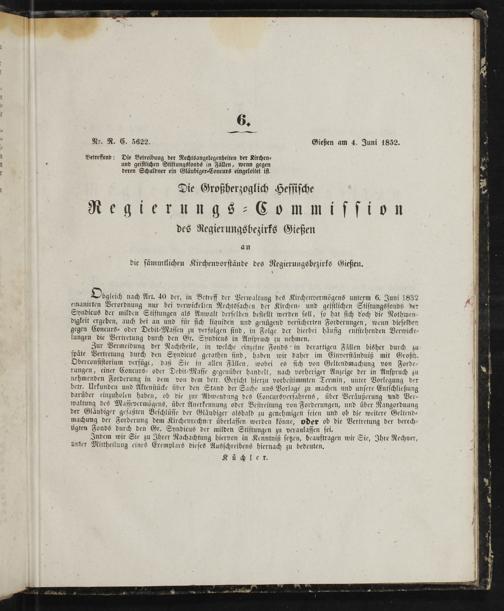 6.
Nr. R. C. 5622. Gießen am 4. Juni 1852.
Betreffend: Die Betreibung der Rechtsangelegenheiten der Kirchen-
und geistlichen Stiftungsfonds in Fällen, wenn gegen
deren Schuldner ein Gläubiger-Concurs eingeleitet ist.
Die Großherzoglich Hessische
Regierungs-Commission
des Regierungsbezirks Gießen
an
die sämmtlichen Kirchenvorstände des Regierungsbezirks Gießen.
Obgleich nach Art. 40 der, in Betreff der Verwaltung des Kirchenvermögens unterm 6. Juni 1832
emanirten Verordnung nur bei verwickelten Rechtssachen der Kirchen- und geistlichen Stiftungsfonds der
Syndicus der milden Stiftungen als Anwalt derselben bestellt werden soll, so hat sich doch die Nothwen-
digkeit ergeben, auch bei an und für sich liquiden und genügend versicherten Forderungen, wenn dieselben
gegen Concurs- oder Debit-Massen zu verfolgen sind, in Folge der hierbei häufig entstehenden Verwicke-
lungen die Vertretung durch den Gr. Syndicus in Anspruch zu nehmen.
Zur Vermeidung der Nachtheile, in welche einzelne Fonds in derartigen Fällen bisher durch zu
späte Vertretung durch den Syndicus gerathen sind, haben wir daher im Einverständniß mit Großh.
Oberconsistorium verfügt, daß Sie in allen Fällen, wobei es sich von Geltendmachung von Forde-
rungen, einer Concurs- oder Debit-Masse gegenüber handelt, nach vorheriger Anzeige der in Anspruch zu
nehmenden Forderung in dem von dem betr. Gericht hierzu vorbestimmten Termin, unter Vorlegung der
betr. Urkunden und Aktenstücke über den Stand der Sache uns Vorlage zu machen und unsere Entschließung
darüber einzuholen haben, ob sie zur Abwendung des Concursverfahrens, über Veräußerung und Ver-
waltung des Massevermögens, über Anerkennung oder Bestreitung von Forderungen, und über Rangordnung
der Gläubiger gefaßten Beschlüsse der Gläubiger alsbald zu genehmigen seien und ob die weitere Geltend-
machung der Forderung dem Kirchenrechner überlassen werden könne, oder ob die Vertretung der berech-
tigten Fonds durch den Gr. Syndicus der milden Stiftungen zu veranlassen sei.
Indem wir Sie zu Ihrer Nachachtung hiervon in Kenntniß setzen, beauftragen wir Sie, Ihre Rechner,
unter Mittheilung eines Exemplars dieses Ausschreibens hiernach zu bedeuten.
Küchler.